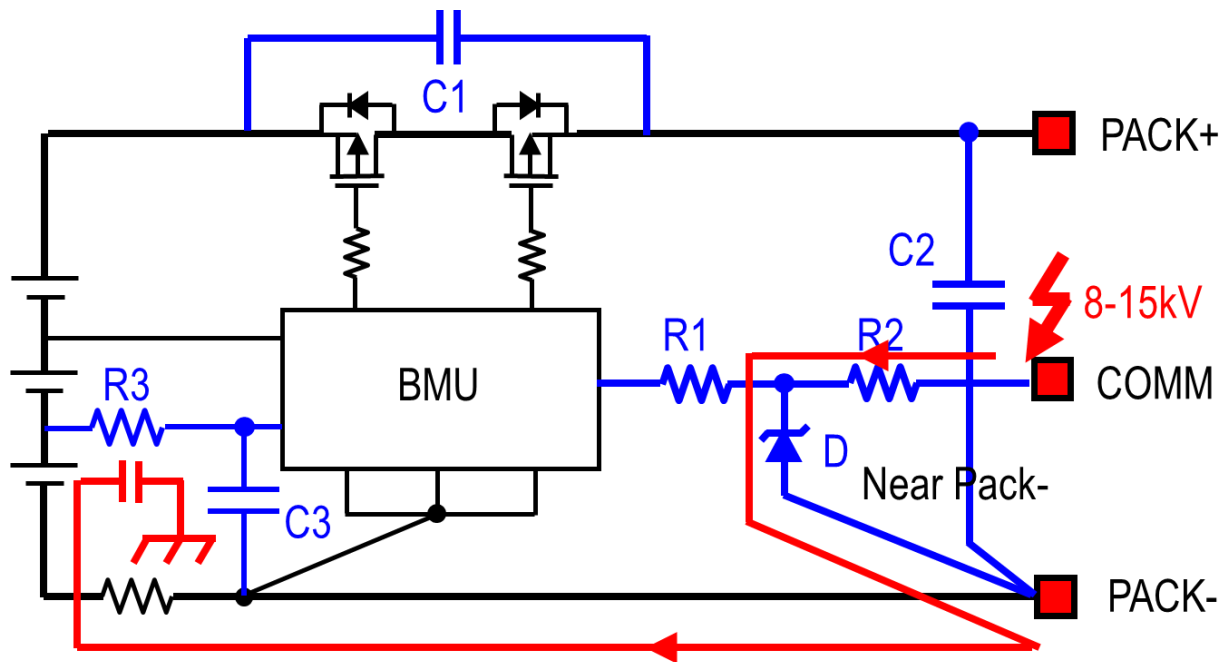 C1
PACK+
C2
8-15kV
R1
R2
R3
BMU
COMM
D
Near Pack-
C3
PACK-